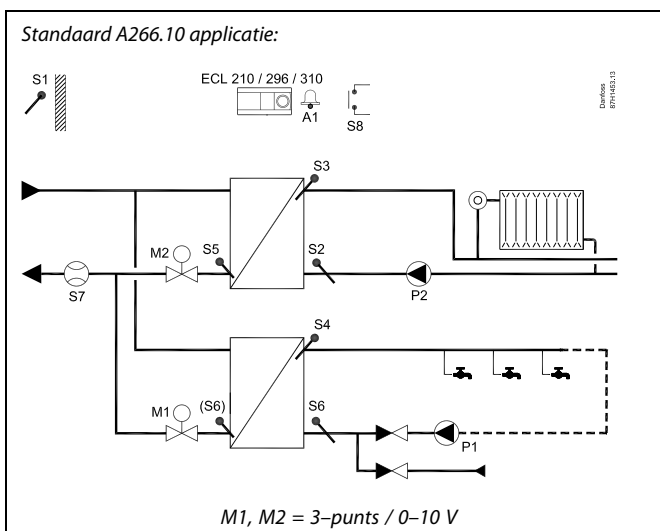 Standaard A266.10 applicatie:
S1
ECL 210 / 296 / 310
A1
S8
Danfoss
87H1453.13
S3
M2
S5
S2
S7
P2
S4
M1
(S6)
S6
P1
M1, M2 = 3–punts / 0–10 V